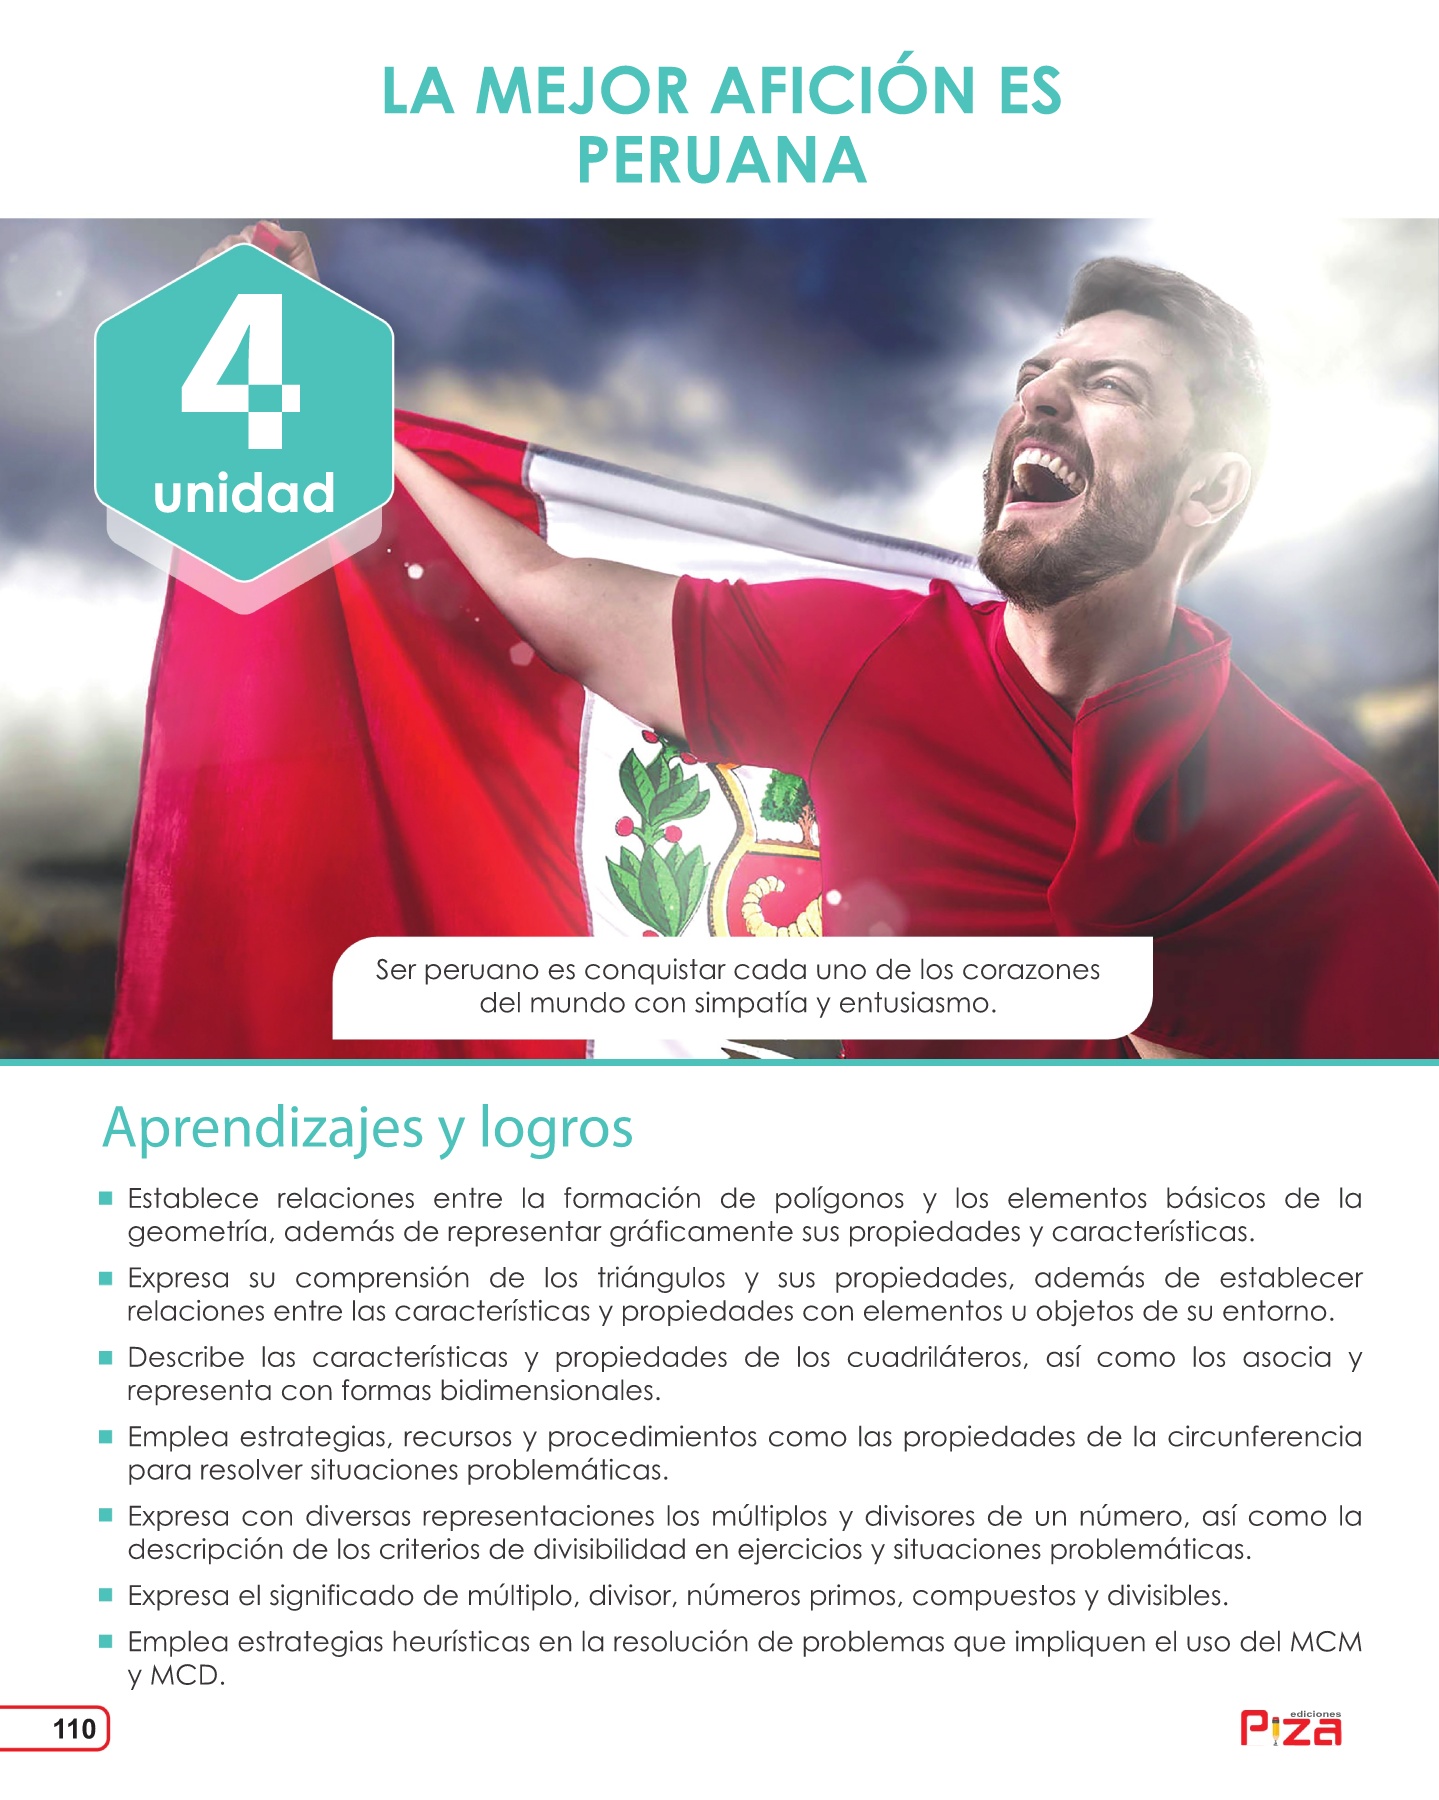 LA MEJOR AFICIÓN ES
PERUANA
4
unidad
Ser peruano es conquistar cada uno de los corazones
del mundo con simpatía y entusiasmo.
Aprendizajes y logros
Establece relaciones entre la formación de polígonos y los elementos básicos de la
geometría, además de representar gráficamente sus propiedades y características.
Expresa su comprensión de los triángulos y sus propiedades, además de establecer
relaciones entre las características y propiedades con elementos u objetos de su entorno.
Describe las características y propiedades de los cuadriláteros, así como los asocia y
representa con formas bidimensionales.
Emplea estrategias, recursos y procedimientos como las propiedades de la circunferencia
para resolver situaciones problemáticas.
Expresa con diversas representaciones los múltiplos y divisores de un número, así como la
descripción de los criterios de divisibilidad en ejercicios y situaciones problemáticas.
Expresa el significado de múltiplo, divisor, números primos, compuestos y divisibles.
Emplea estrategias heurísticas en la resolución de problemas que impliquen el uso del MCM
y MCD.
110
ediciones
Piza